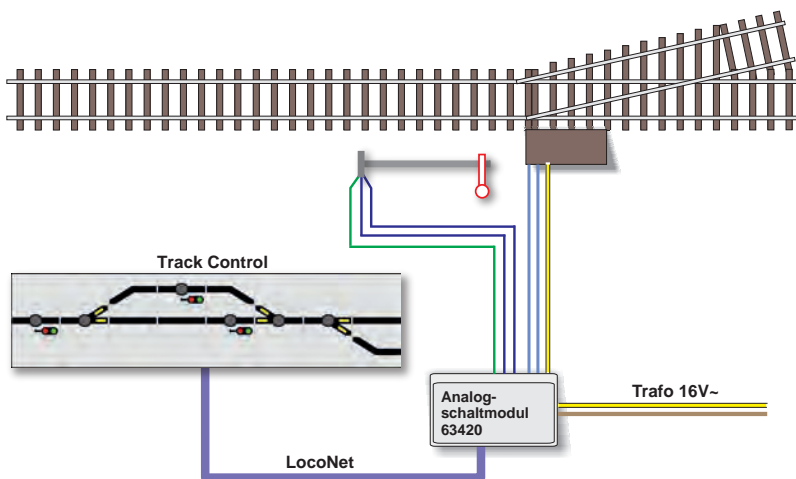 Track Control
Analog-
schaltmodul
63420
Trafo 16V~
LocoNet